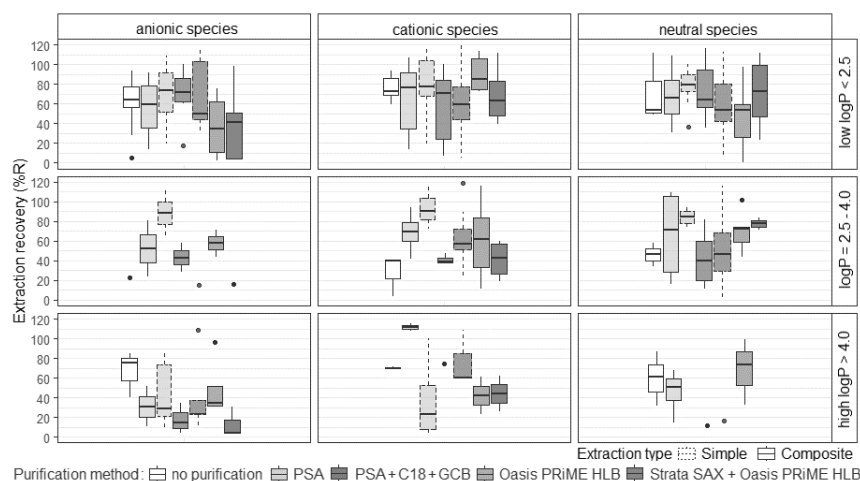 anionic species
cationic species
neutral species
Extraction recovery (%R)
120
100
80
60
40
20
0
low logP < 2.5
120
100
80
60
40
20
0
logP = 2.5 - 4.0
120
100
80
60
40
20
0
high logP > 4.0
Extraction type Simple Composite
Purification method: no purification PSA PSA + C18 + GCB Oasis PRiME HLB Strata SAX + Oasis PRiME HLB